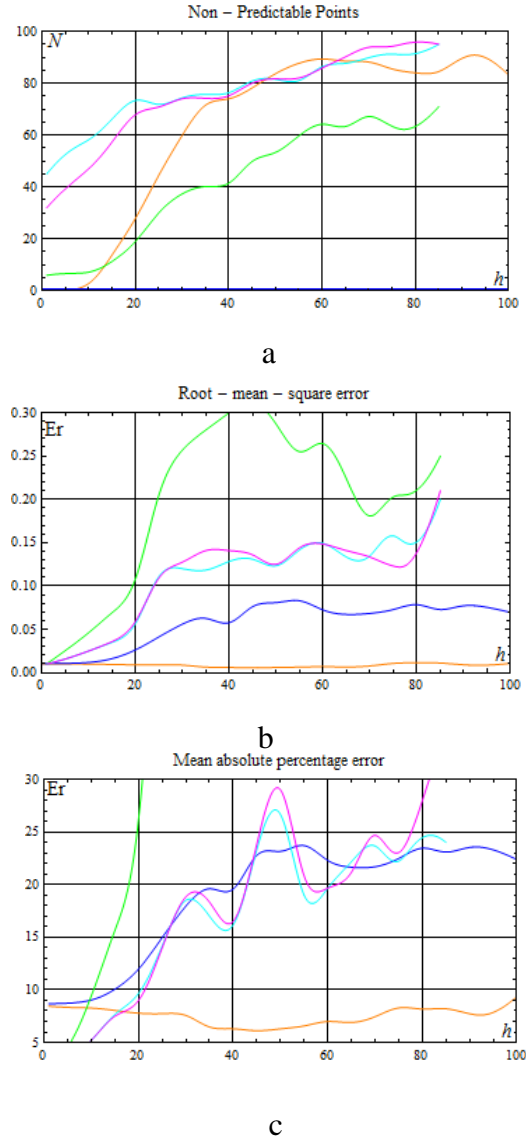 Non – Predictable Points
N
100
80
60
40
20
0
0 20 40 60 80 100
h
a
Root – mean – square error
0.30
Er
0.25
0.20
0.15
0.10
0.05
0.00
h
0 20 40 60 80 100
b
Mean absolute percentage error
30
Er
25
20
15
10
5
h
0 20 40 60 80 100
c